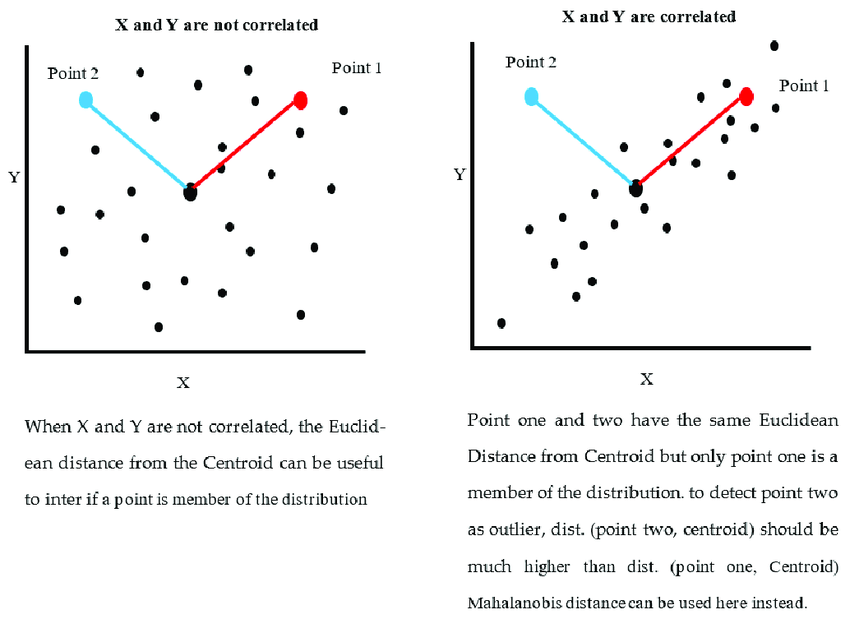 X and Y are not correlated
Point 2
Point 1
Y
X
When X and Y are not correlated, the Euclid-
ean distance from the Centroid can be useful
to inter if a point is member of the distribution
X and Y are correlated
Point 2
Point 1
Y
X
Point one and two have the same Euclidean
Distance from Centroid but only point one is a
member of the distribution. to detect point two
as outlier, dist. (point two, centroid) should be
much higher than dist. (point one, Centroid)
Mahalanobis distance can be used here instead.